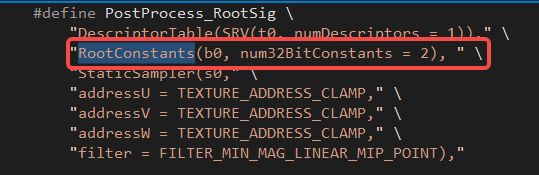 #define PostProcess_RootSig \
"DescriptorTable(SRV(t0, numDescriptors = 1))," \
"RootConstants(b0, num32BitConstants = 2), " \
"StaticSampler(s0," \
"addressU = TEXTURE_ADDRESS_CLAMP," \
"addressV = TEXTURE_ADDRESS_CLAMP," \
"addressW = TEXTURE_ADDRESS_CLAMP," \
"filter = FILTER_MIN_MAG_LINEAR_MIP_POINT),"